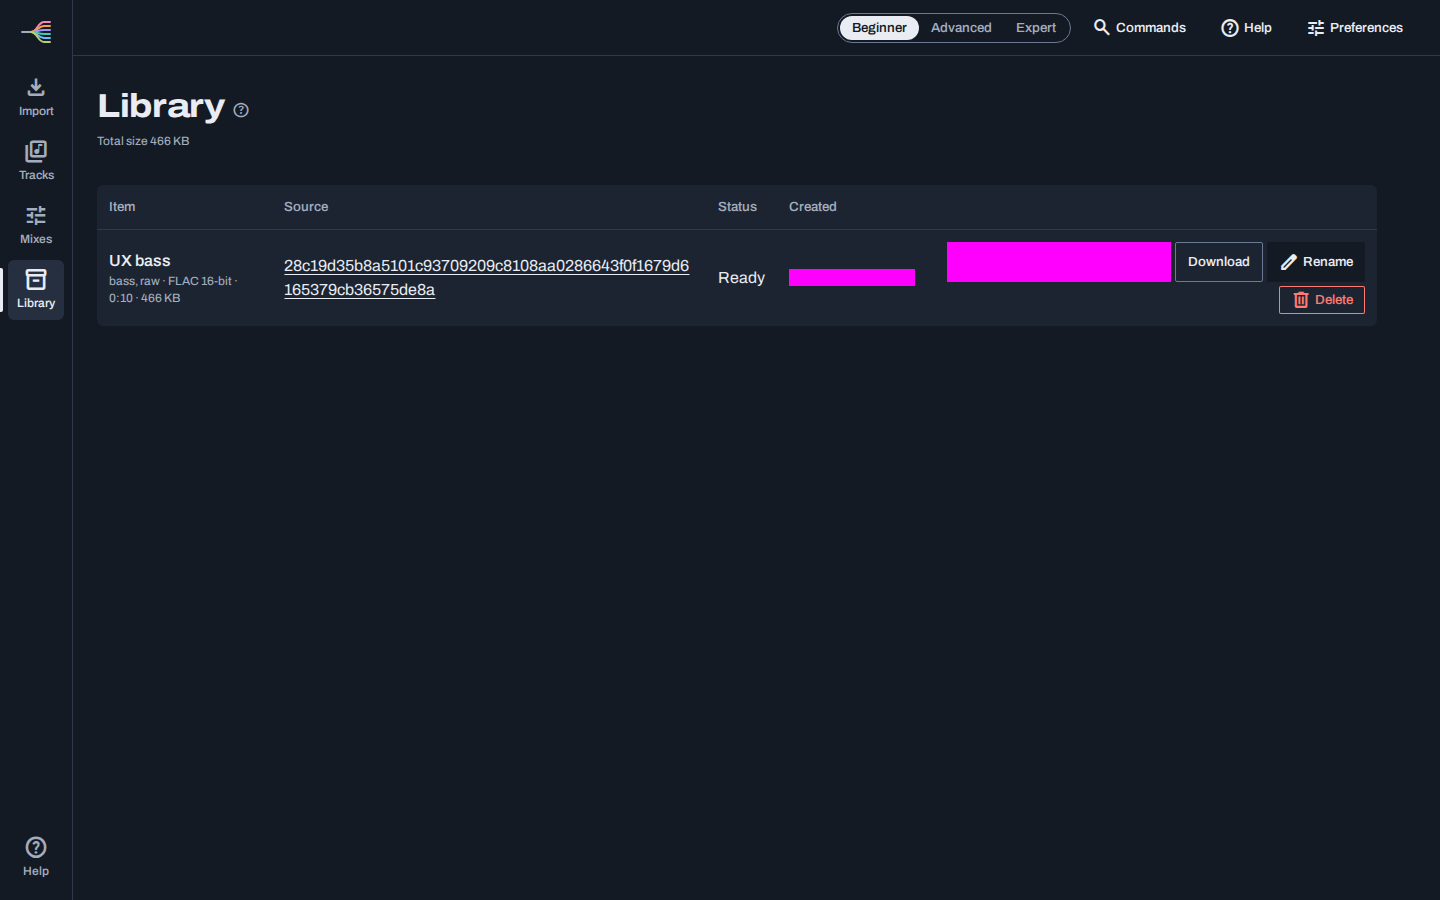 Beginner
Advanced
Expert
Commands
Help
Preferences
Import
Tracks
Mixes
Library
Help
Library
Total size 466 KB
Item
Source
Status
Created
UX bass
bass, raw · FLAC 16-bit ·
0:10 · 466 KB
28c19d35b8a5101c93709209c8108aa0286643f0f1679d6
165379cb36575de8a
Ready
Download
Rename
Delete